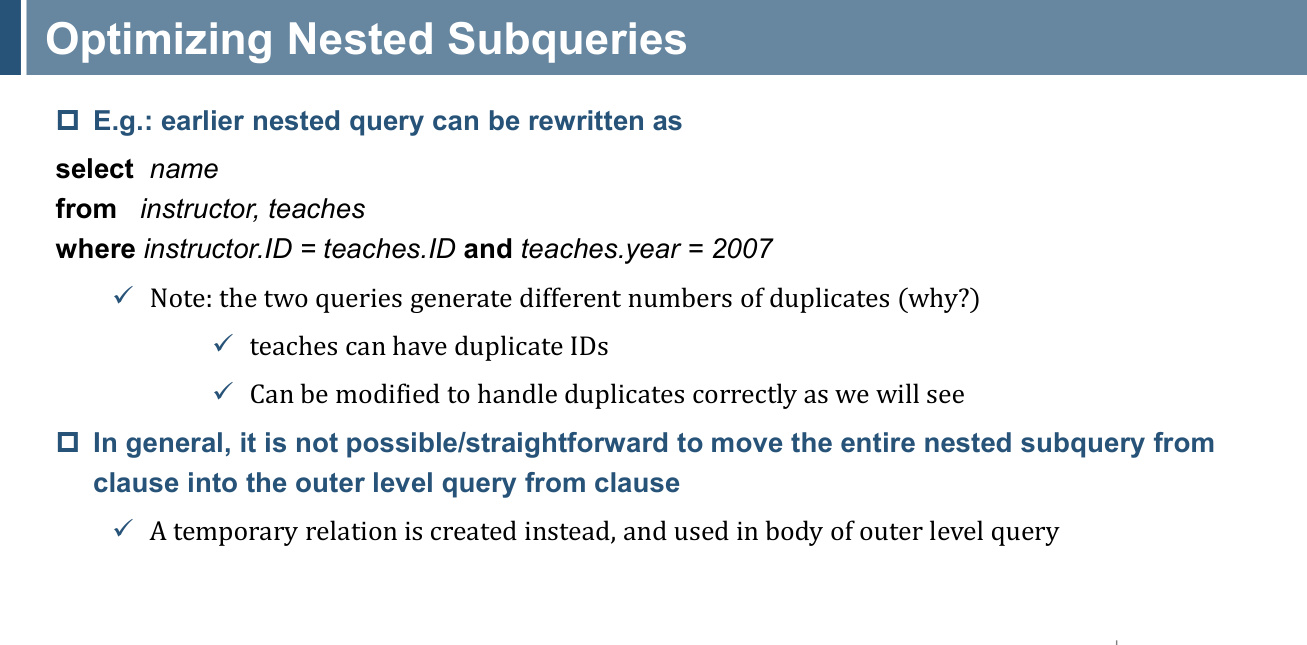 Optimizing Nested Subqueries
E.g.: earlier nested query can be rewritten as
select name
from instructor, teaches
where instructor.ID = teaches.ID and teaches.year = 2007
Note: the two queries generate different numbers of duplicates (why?)
teaches can have duplicate IDs
Can be modified to handle duplicates correctly as we will see
In general, it is not possible/straightforward to move the entire nested subquery from
clause into the outer level query from clause
A temporary relation is created instead, and used in body of outer level query